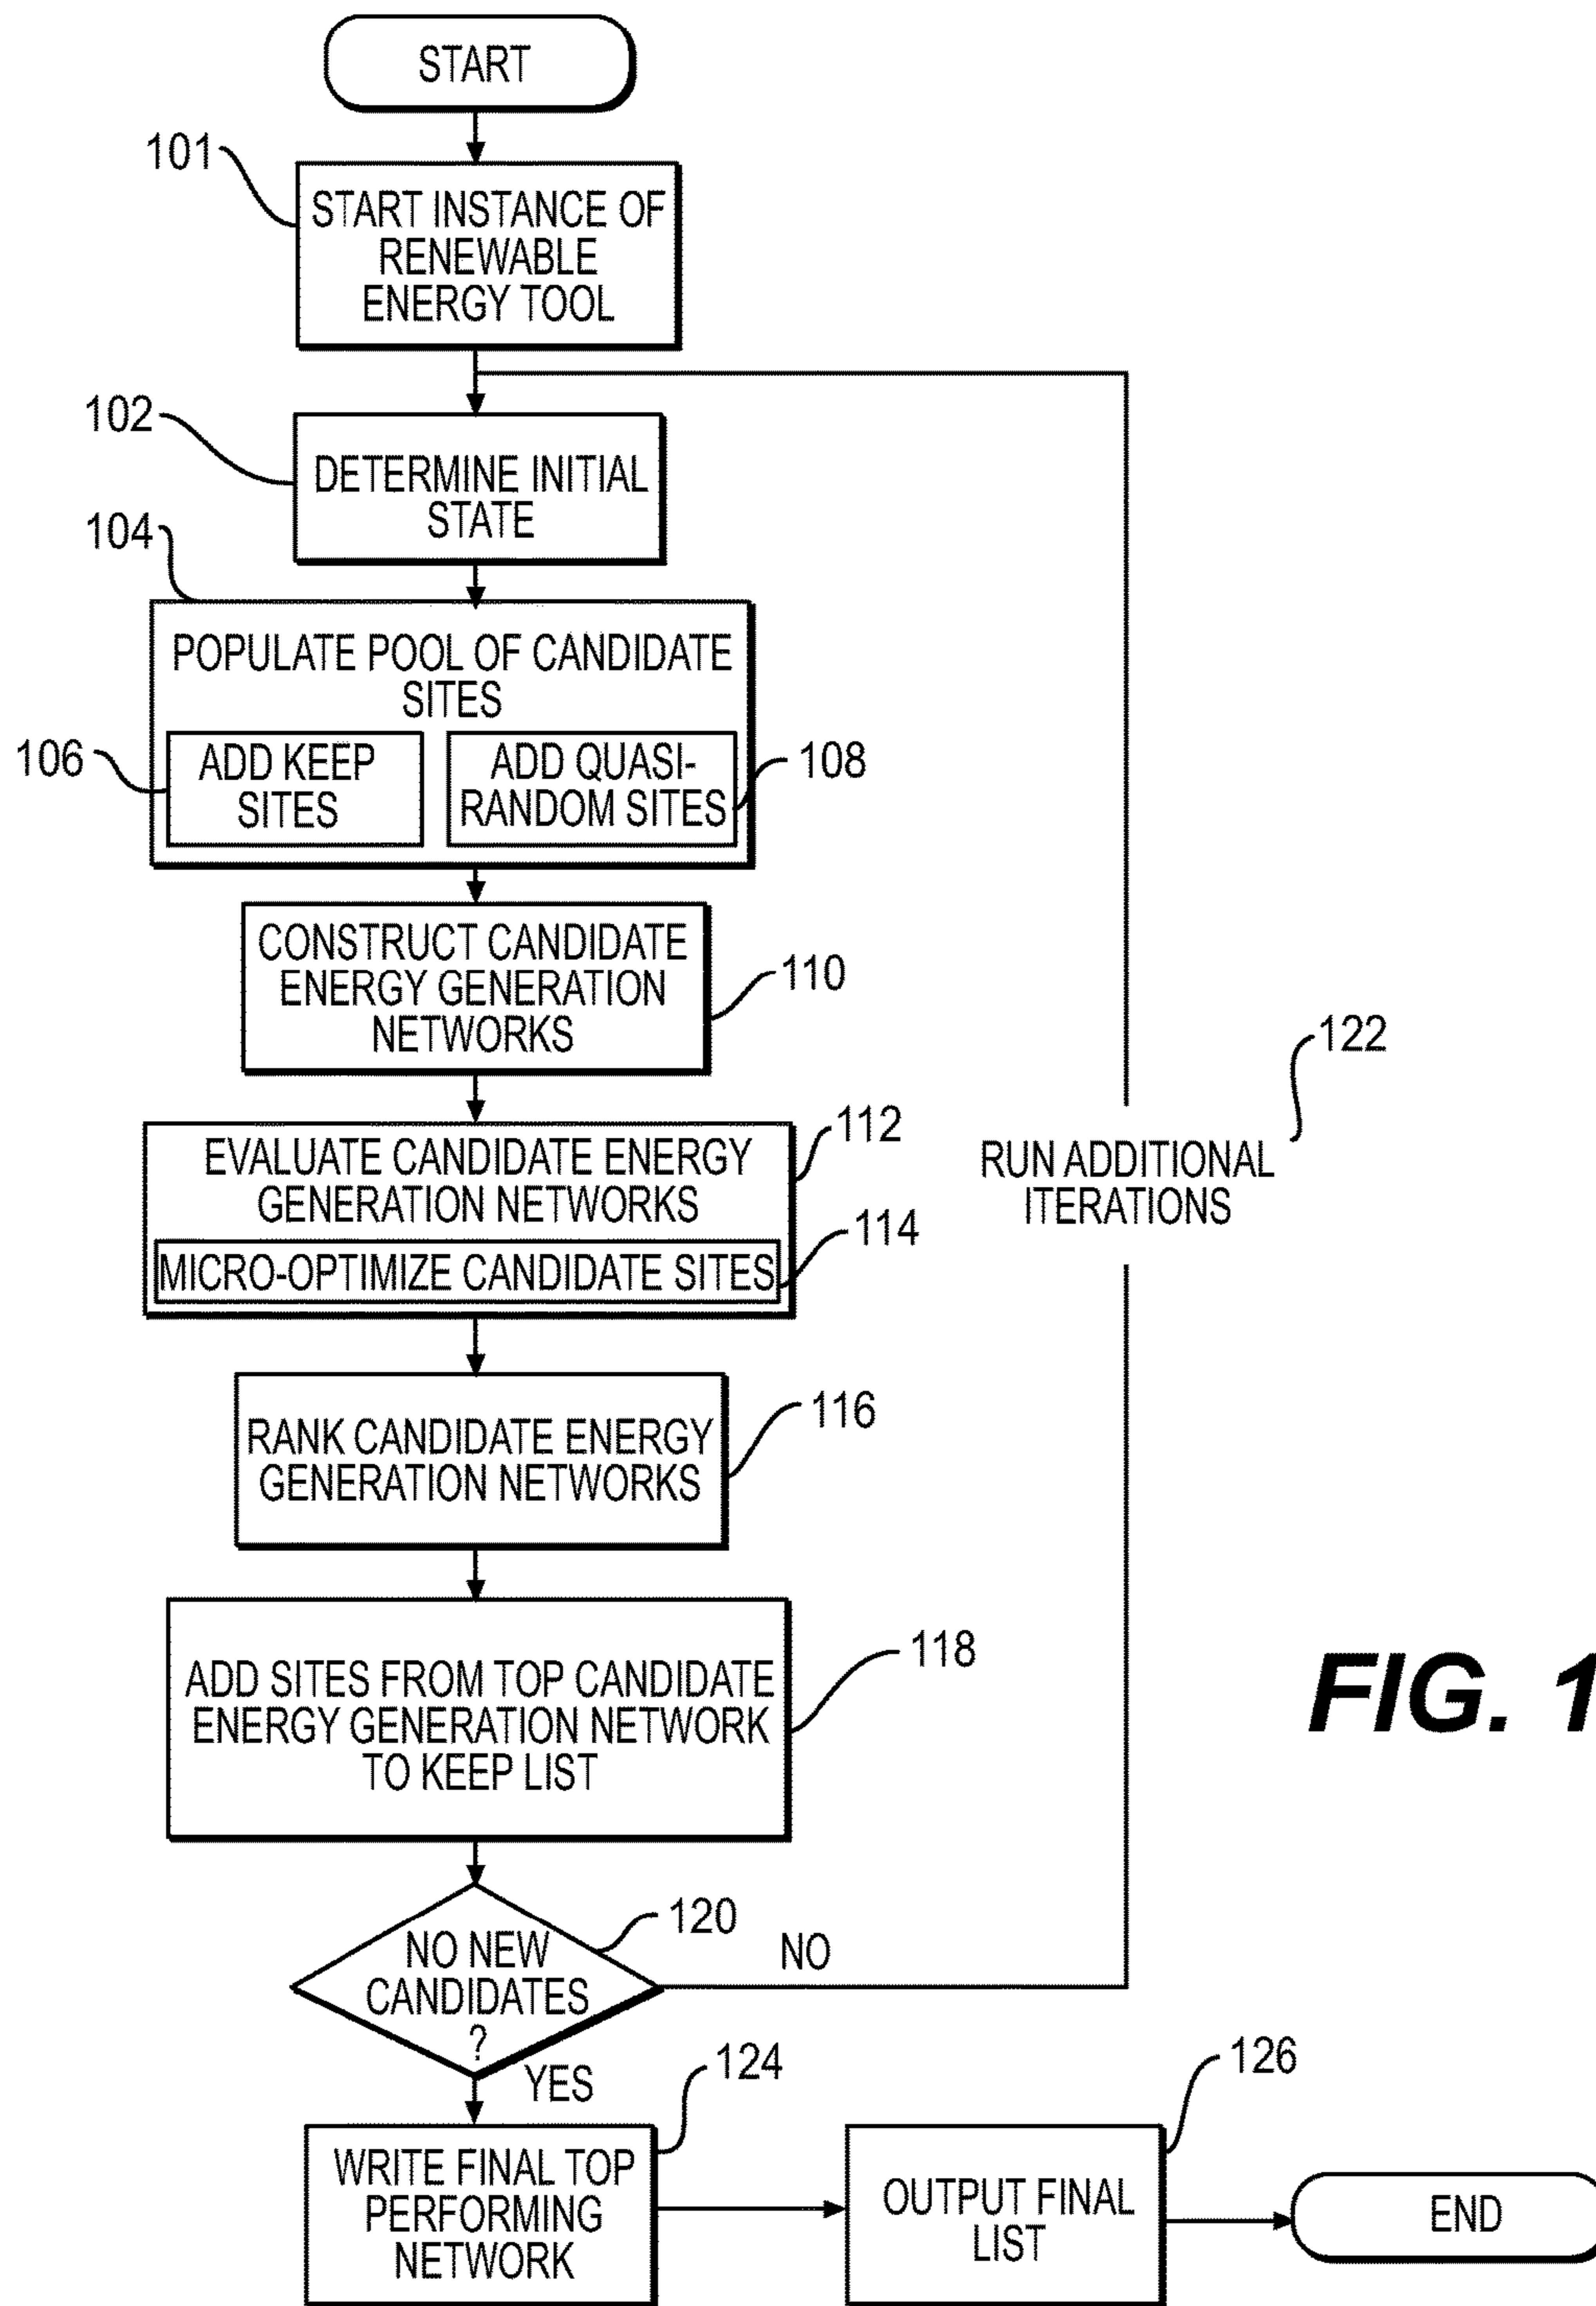 START
101
START INSTANCE OF
RENEWABLE
ENERGY TOOL
102
DETERMINE INITIAL
STATE
104
POPULATE POOL OF CANDIDATE
SITES
106
ADD KEEP
SITES
ADD QUASI-
RANDOM SITES
108
CONSTRUCT CANDIDATE
ENERGY GENERATION
NETWORKS
110
122
RUN ADDITIONAL
ITERATIONS
EVALUATE CANDIDATE ENERGY
GENERATION NETWORKS
112
MICRO-OPTIMIZE CANDIDATE SITES
114
RANK CANDIDATE ENERGY
GENERATION NETWORKS
116
ADD SITES FROM TOP CANDIDATE
ENERGY GENERATION NETWORK
TO KEEP LIST
118
FIG. 1
NO NEW
CANDIDATES
?
120
NO
YES
WRITE FINAL TOP
PERFORMING
NETWORK
124
OUTPUT FINAL
LIST
126
END